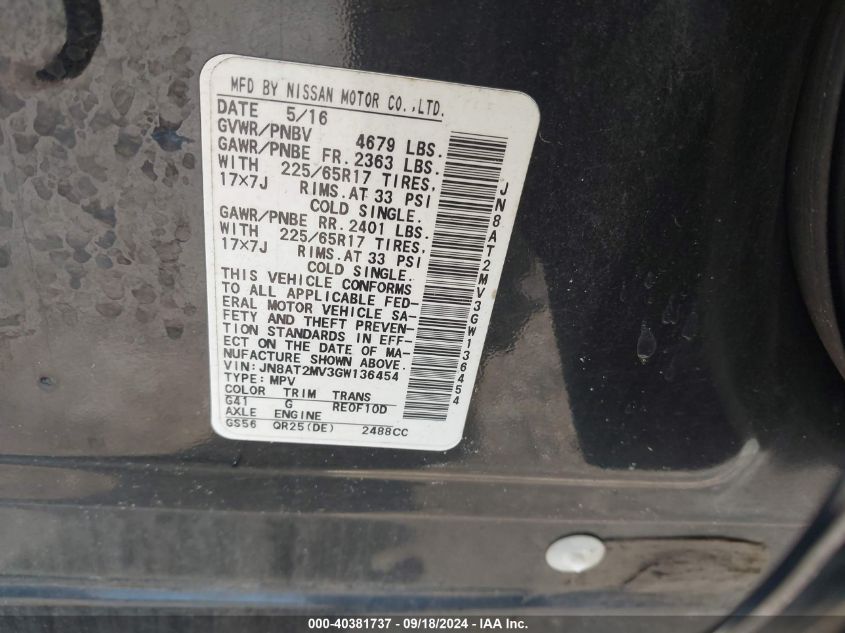 MFD BY NISSAN MOTOR CO.,LTD.
DATE 5/16
GVWR/PNBV 4679 LBS.
GAWR/PNBE FR. 2363 LBS.
WITH 225/65R17 TIRES,
17×7J RIMS.AT 33 PSI
COLD SINGLE.
GAWR/PNBE RR. 2401 LBS.
WITH 225/65R17 TIRES,
17×7J RIMS.AT 33 PSI
COLD SINGLE.
THIS VEHICLE CONFORMS
TO ALL APPLICABLE FED-
ERAL MOTOR VEHICLE SA-
FETY AND THEFT PREVEN-
TION STANDARDS IN EFF-
ECT ON THE DATE OF MA-
NUFACTURE SHOWN ABOVE.
VIN: JN8AT2MV3GW136454
TYPE: MPV
COLOR TRIM TRANS
G41 G RE0F10D
AXLE ENGINE
GS56 QR25(DE) 2488CC
JN8AT2MV3GW136454
000-40381737 - 09/18/2024 - IAA Inc.